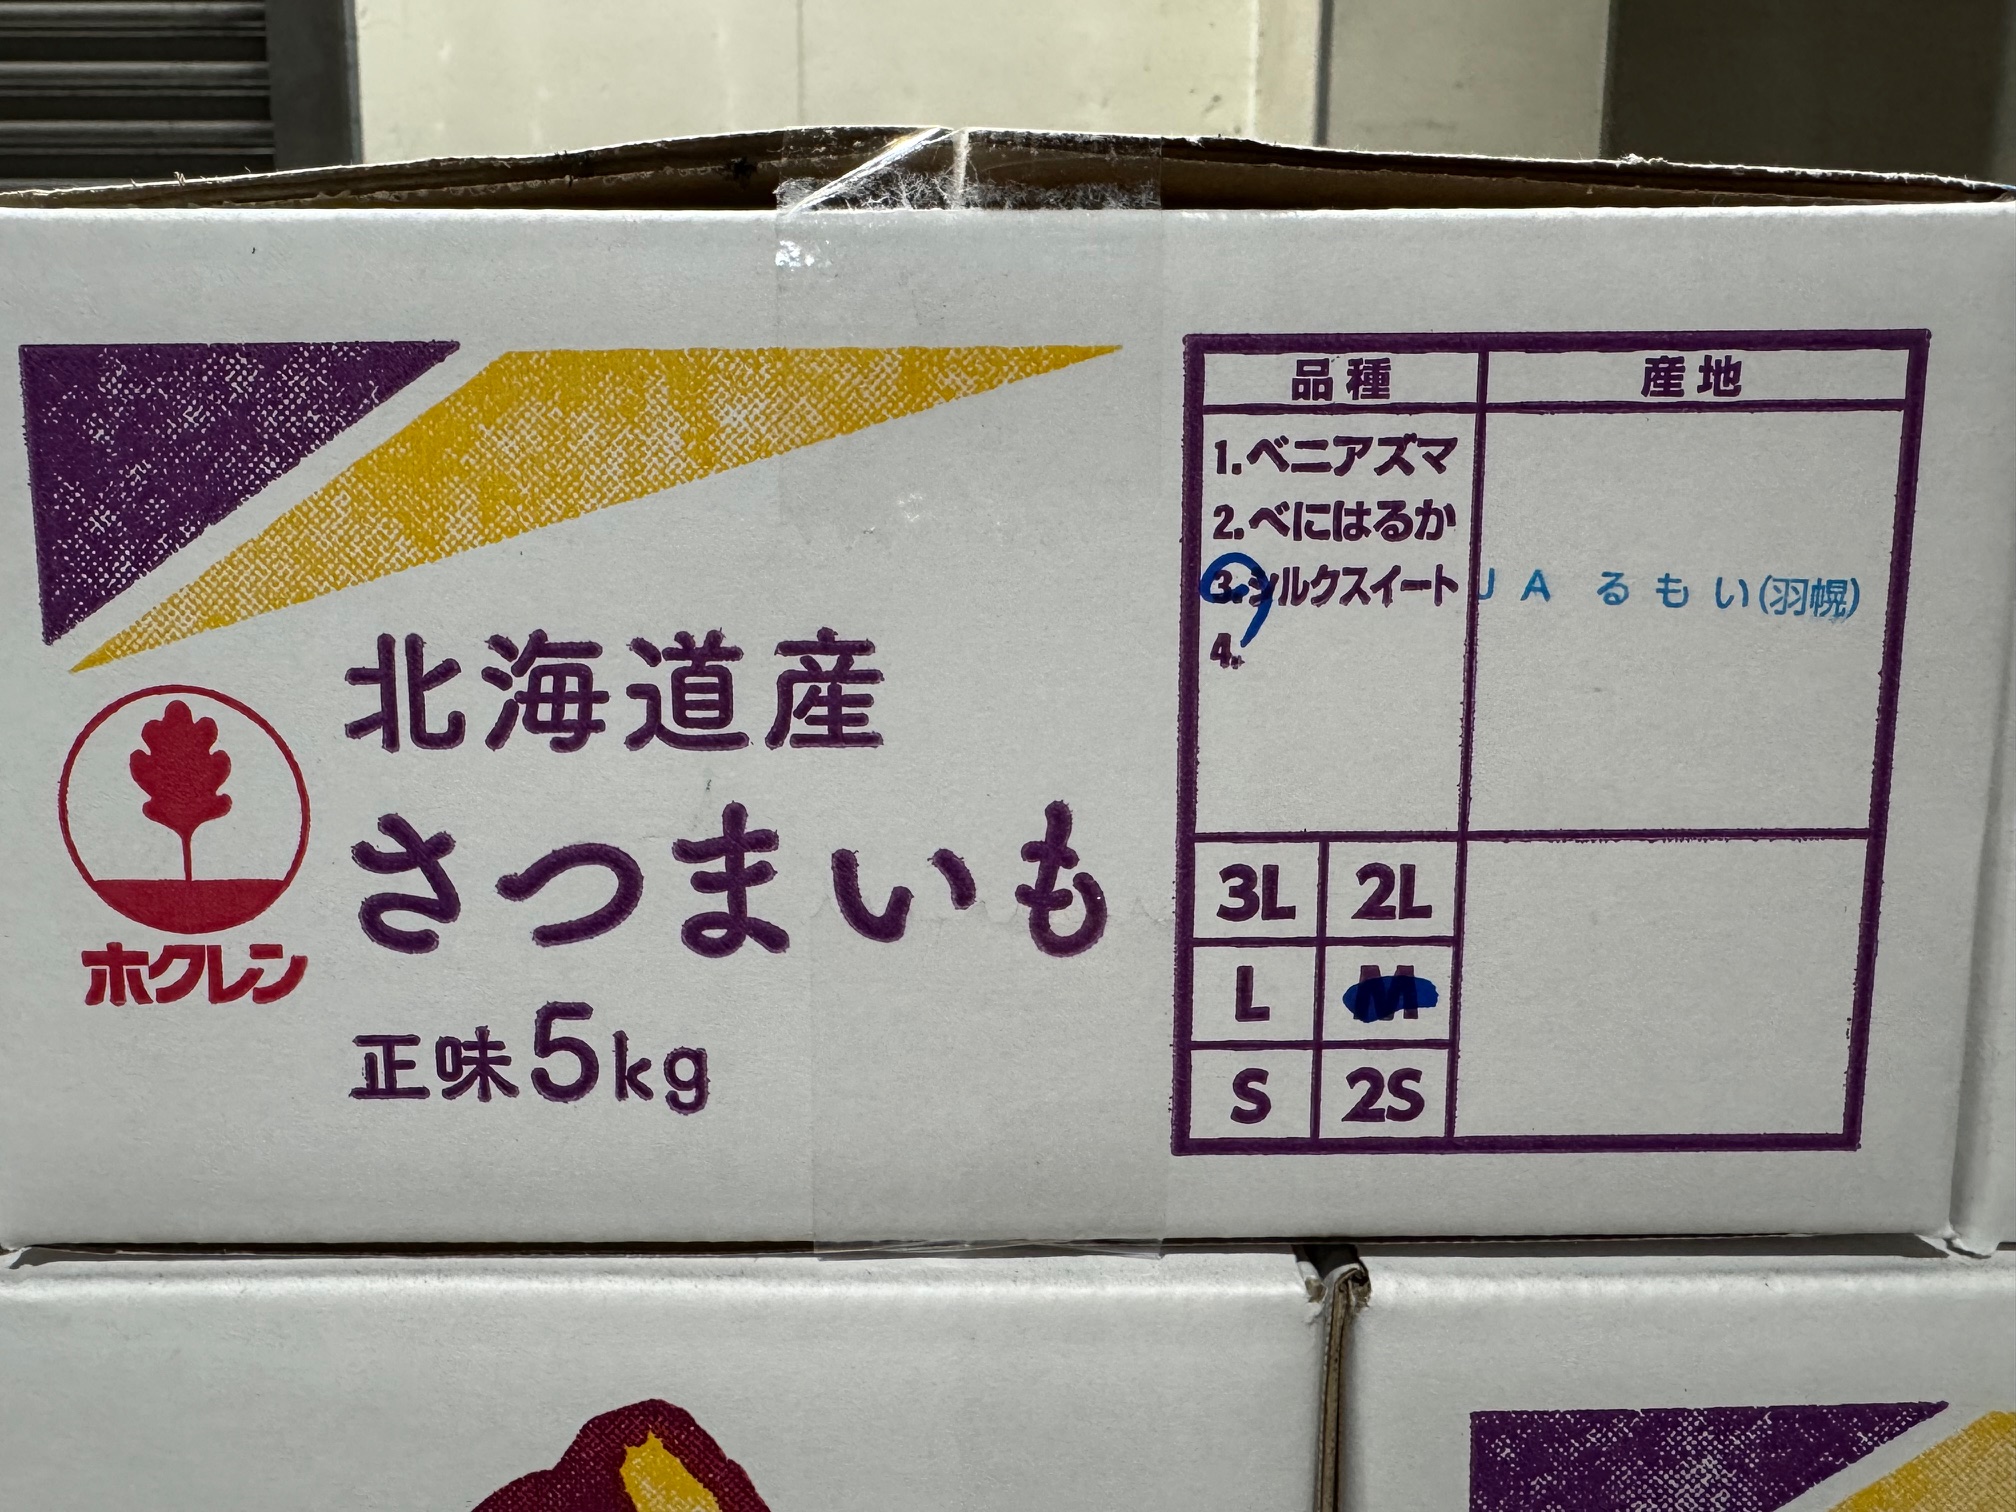 北海道産
さつまいも
正味5kg
ホクレン
品種 産地
1.ベニアズマ
2.べにはるか
3.シルクスイート JAるもい(羽幌)
4.
3L 2L
L M
S 2S